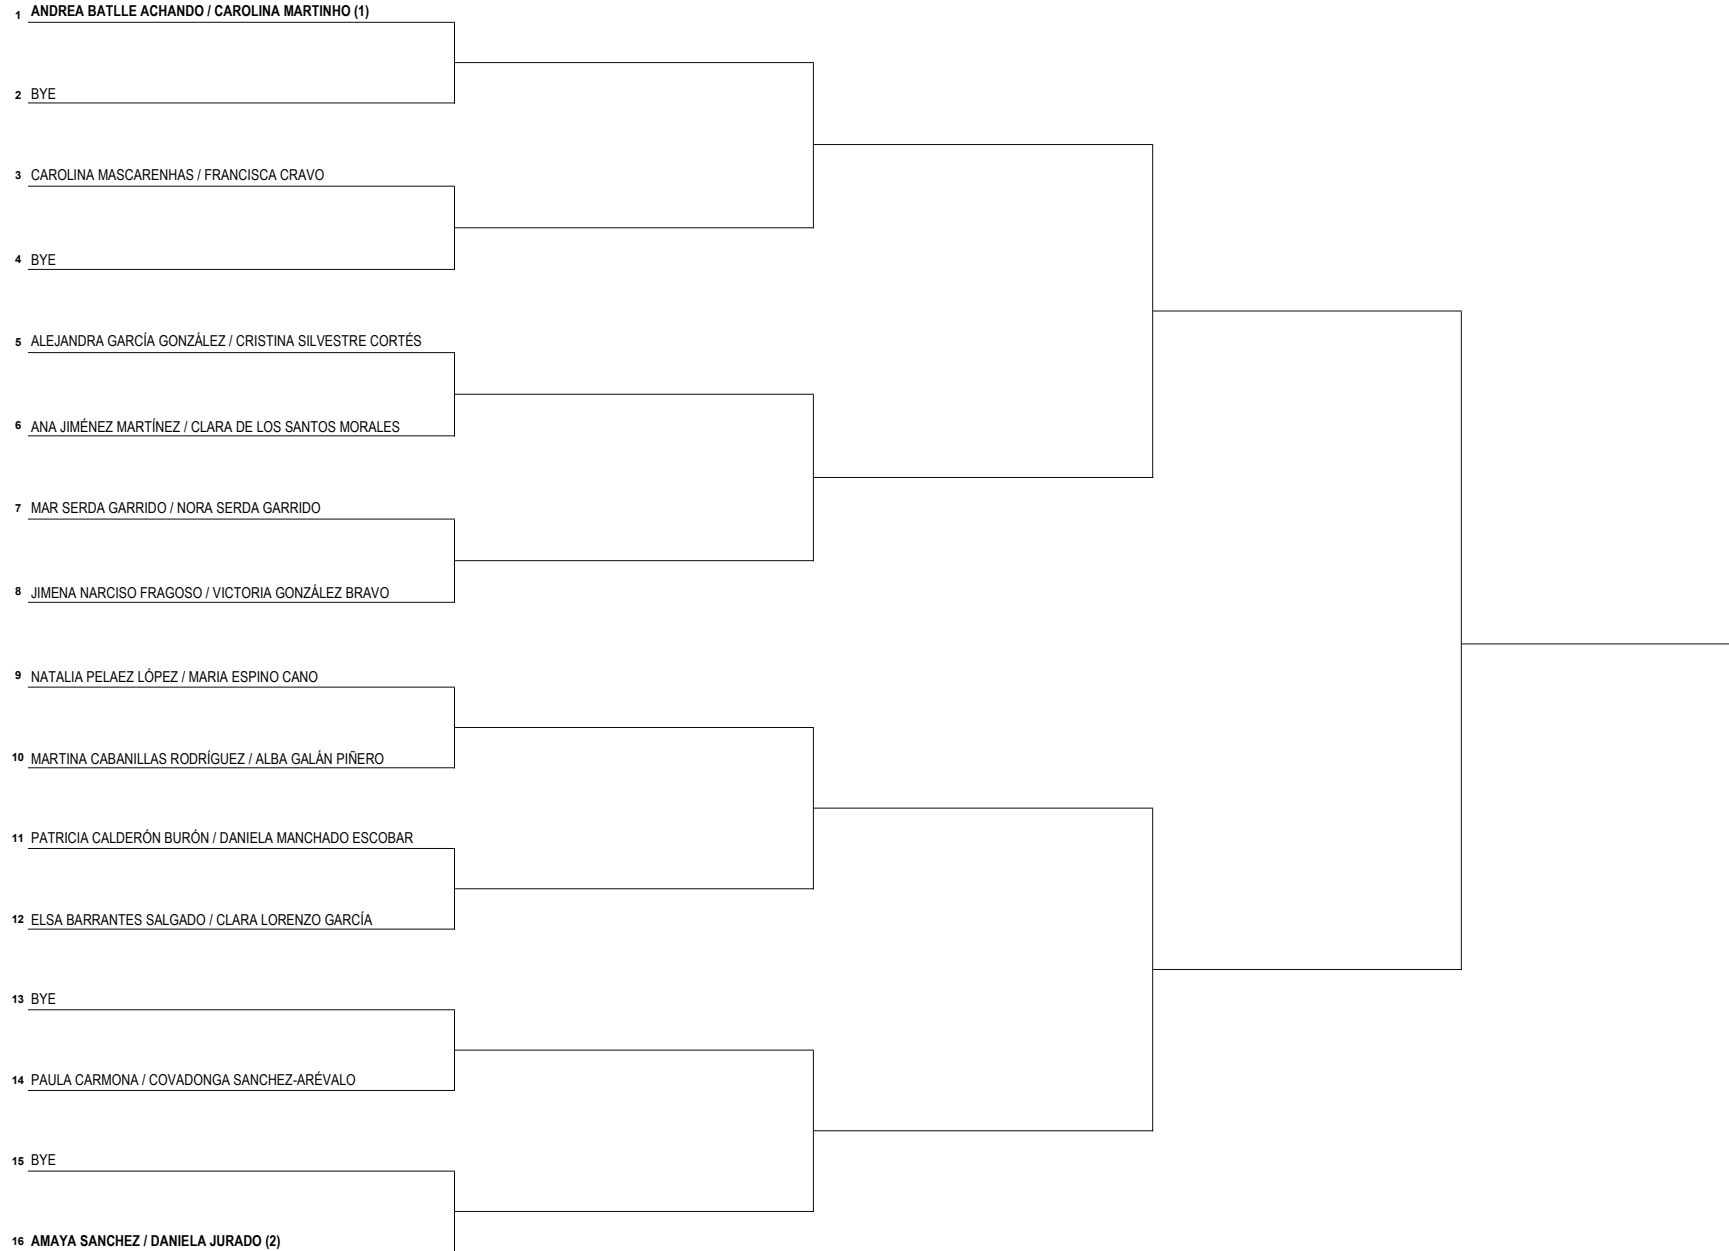 1 ANDREA BATLLE ACHANDO / CAROLINA MARTINHO (1)
2 BYE
3 CAROLINA MASCARENHAS / FRANCISCA CRAVO
4 BYE
5 ALEJANDRA GARCÍA GONZÁLEZ / CRISTINA SILVESTRE CORTÉS
6 ANA JIMÉNEZ MARTÍNEZ / CLARA DE LOS SANTOS MORALES
7 MAR SERDA GARRIDO / NORA SERDA GARRIDO
8 JIMENA NARCISO FRAGOSO / VICTORIA GONZÁLEZ BRAVO
9 NATALIA PELAEZ LÓPEZ / MARIA ESPINO CANO
10 MARTINA CABANILLAS RODRÍGUEZ / ALBA GALÁN PIÑERO
11 PATRICIA CALDERÓN BURÓN / DANIELA MANCHADO ESCOBAR
12 ELSA BARRANTES SALGADO / CLARA LORENZO GARCÍA
13 BYE
14 PAULA CARMONA / COVADONGA SANCHEZ-ARÉVALO
15 BYE
16 AMAYA SANCHEZ / DANIELA JURADO (2)